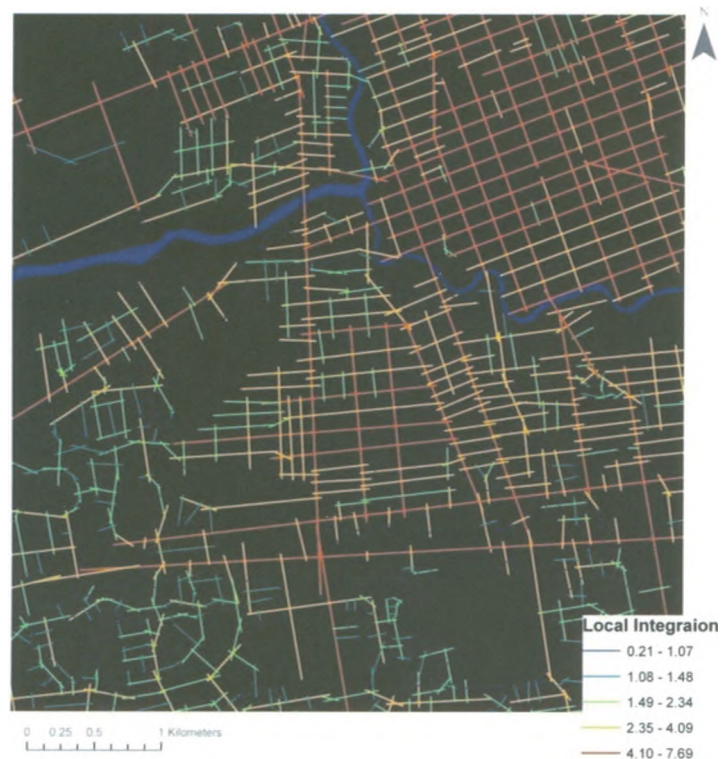 N
Local Integraion
0.21 - 1.07
1.08 - 1.48
1.49 - 2.34
2.35 - 4.09
4.10 - 7.69
0 0.25 0.5 1 Kilometers